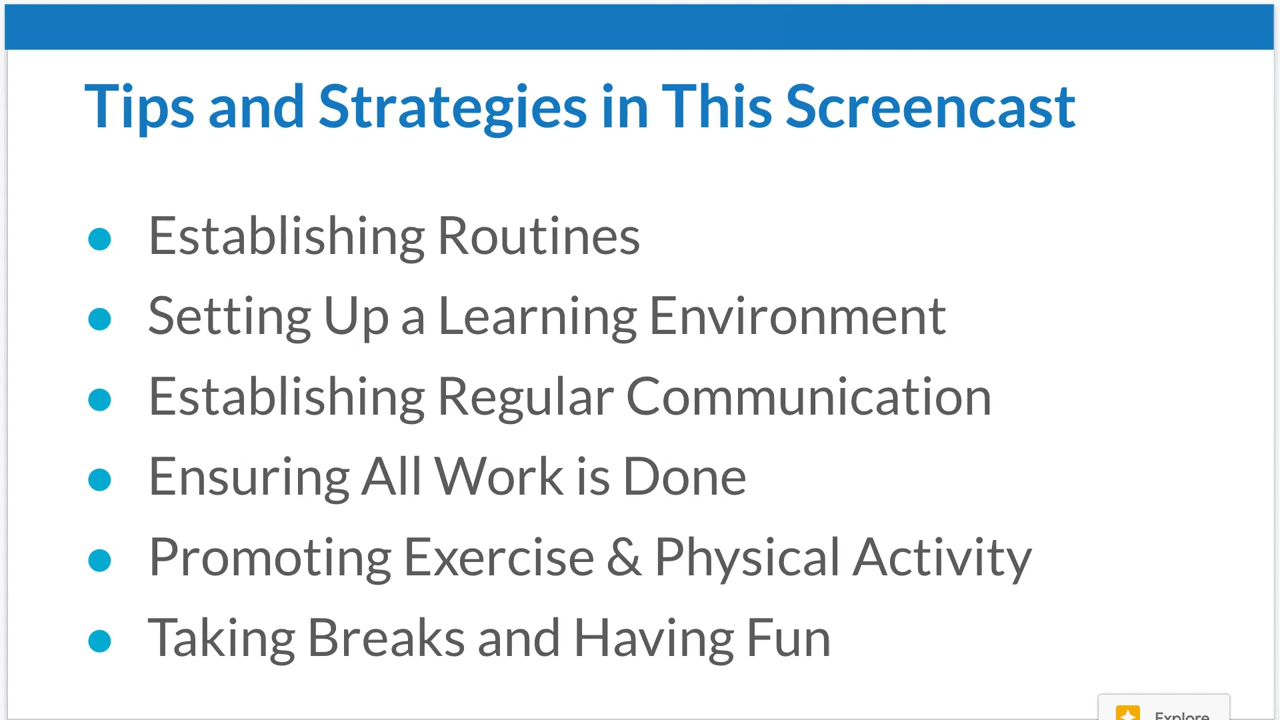 Tips and Strategies in This Screencast
● Establishing Routines
● Setting Up a Learning Environment
● Establishing Regular Communication
● Ensuring All Work is Done
● Promoting Exercise & Physical Activity
● Taking Breaks and Having Fun
Explore